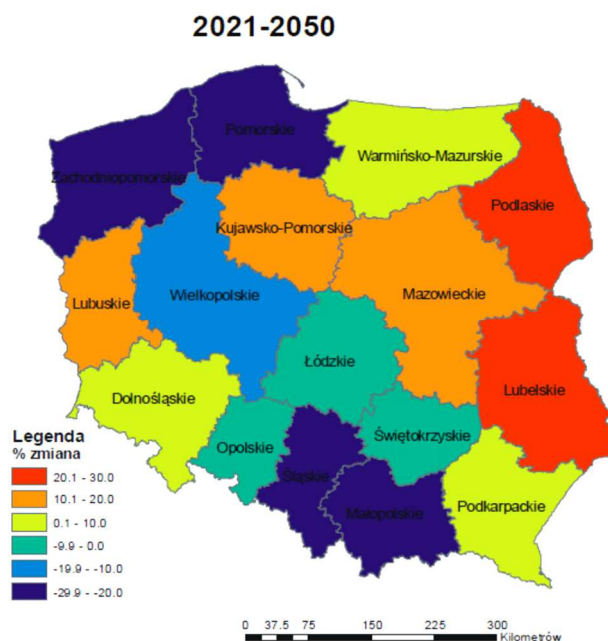 2021-2050
Pomorskie
Warmińsko-Mazurskie
Zachodniopomorskie
Podlaskie
Kujawsko-Pomorskie
Wielkopolskie
Mazowieckie
Lubuskie
Łódzkie
Dolnośląskie
Lubelskie
Świętokrzyskie
Opolskie
Śląskie
Podkarpackie
Małopolskie
Legenda
% zmiana
20.1 - 30.0
10.1 - 20.0
0.1 - 10.0
-9.9 - 0.0
-19.9 - -10.0
-29.9 - -20.0
0 37.5 75 150 225 300
Kilometrów